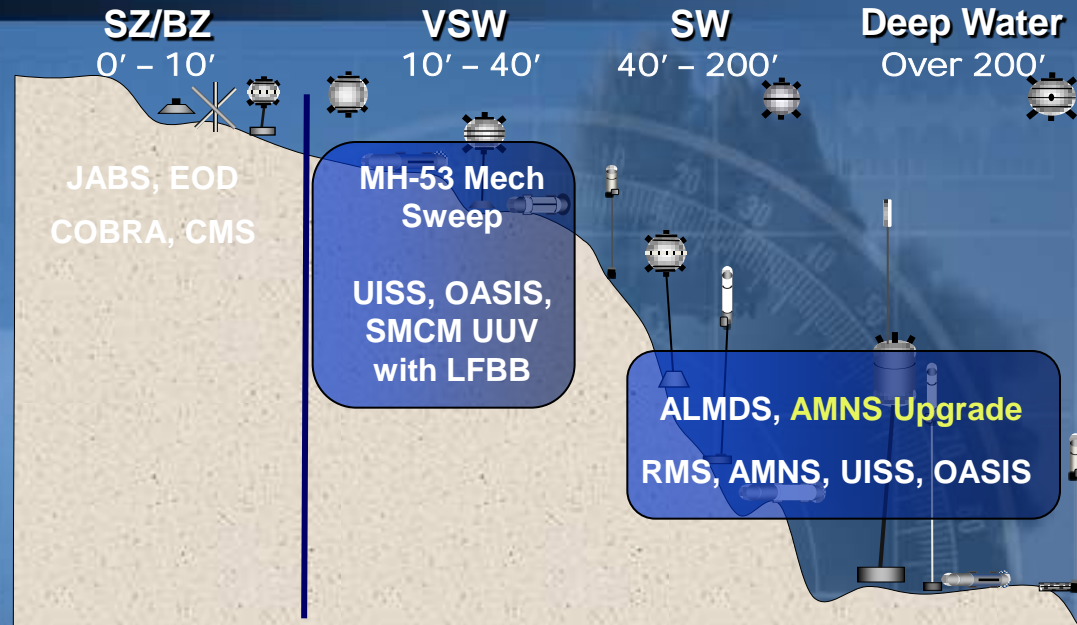 SZ/BZ
0' – 10'
VSW
10' – 40'
SW
40' – 200'
Deep Water
Over 200'
JABS, EOD
COBRA, CMS
MH-53 Mech
Sweep
UISS, OASIS,
SMCM UUV
with LFBB
ALMDS, AMNS Upgrade
RMS, AMNS, UISS, OASIS